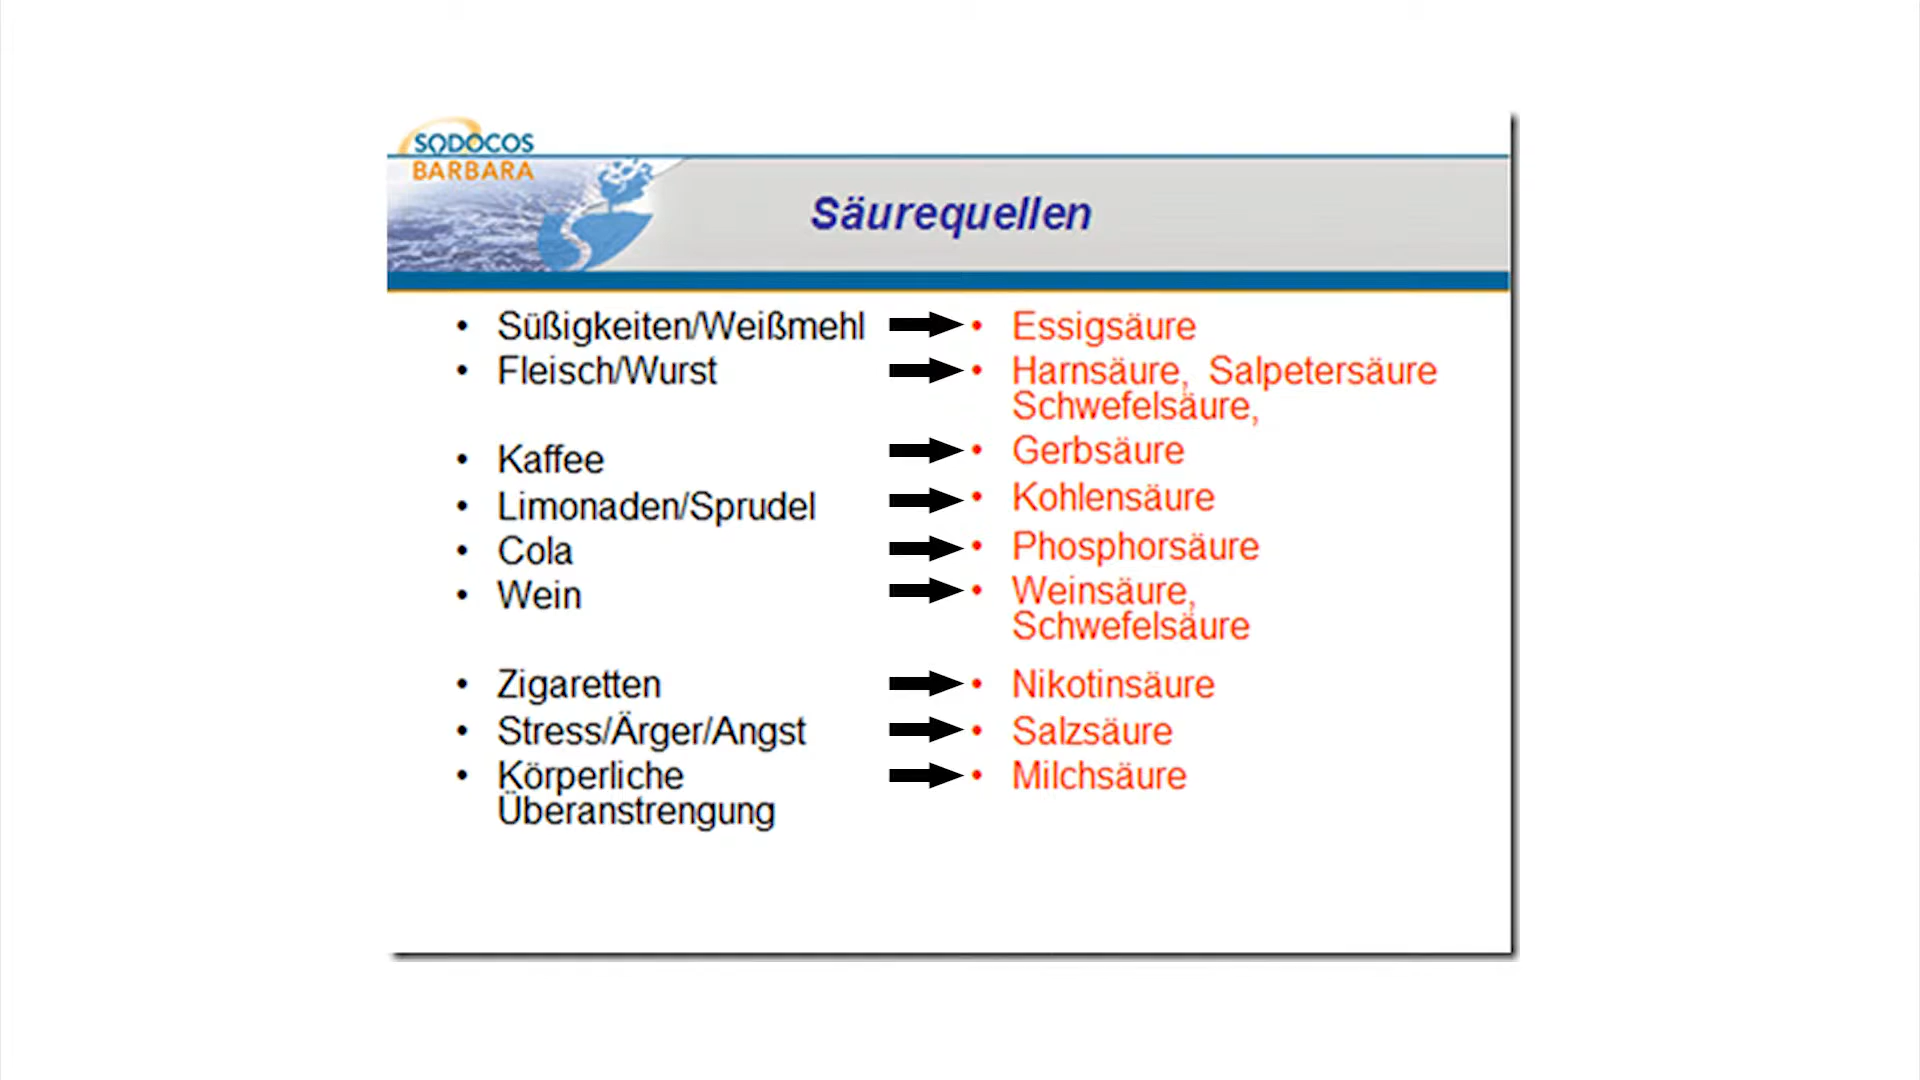 SODOCOS
BARBARA
Säurequellen
• Süßigkeiten/Weißmehl • Essigsäure
• Fleisch/Wurst • Harnsäure, Salpetersäure
Schwefelsäure,
• Kaffee • Gerbsäure
• Limonaden/Sprudel • Kohlensäure
• Cola • Phosphorsäure
• Wein • Weinsäure,
Schwefelsäure
• Zigaretten • Nikotinsäure
• Stress/Ärger/Angst • Salzsäure
• Körperliche • Milchsäure
Überanstrengung